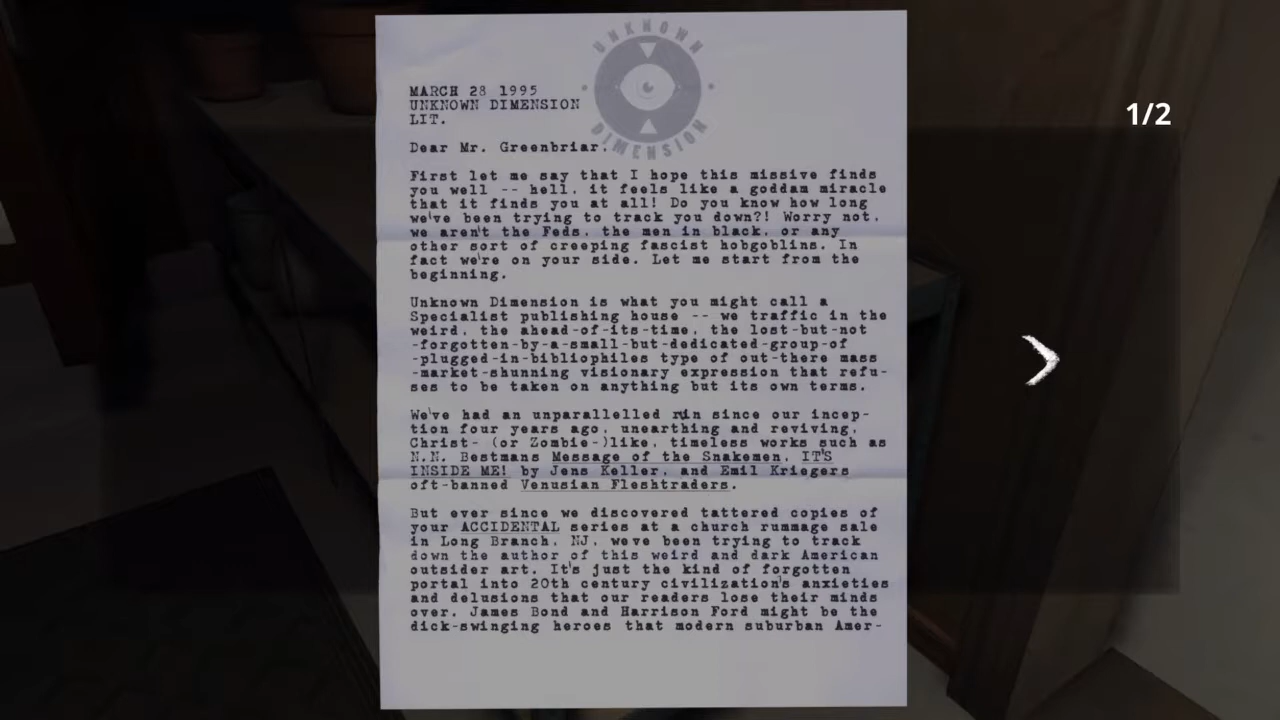 UNKNOWN
DIMENSION
1/2
MARCH 28 1995
UNKNOWN DIMENSION
LIT.
Dear Mr. Greenbriar,
First let me say that I hope this missive finds
you well -- hell, it feels like a goddam miracle
that it finds you at all! Do you know how long
we've been trying to track you down?! Worry not,
we aren't the Feds, the men in black, or any
other sort of creeping fascist hobgoblins. In
fact we're on your side. Let me start from the
beginning.
Unknown Dimension is what you might call a
Specialist publishing house -- we traffic in the
weird, the ahead-of-its-time, the lost-but-not
-forgotten-by-a-small-but-dedicated-group-of
-plugged-in-bibliophiles type of out-there mass
-market-shunning visionary expression that refu-
ses to be taken on anything but its own terms.
We've had an unparallelled run since our incep-
tion four years ago, unearthing and reviving,
Christ- (or Zombie-)like, timeless works such as
N.N. Bestmans Message of the Snakemen, IT'S
INSIDE ME! by Jens Keller, and Emil Kriegers
oft-banned Venusian Fleshtraders.
But ever since we discovered tattered copies of
your ACCIDENTAL series at a church rummage sale
in Long Branch, NJ, we've been trying to track
down the author of this weird and dark American
outsider art. It's just the kind of forgotten
portal into 20th century civilization's anxieties
and delusions that our readers lose their minds
over. James Bond and Harrison Ford might be the
dick-swinging heroes that modern suburban Amer-